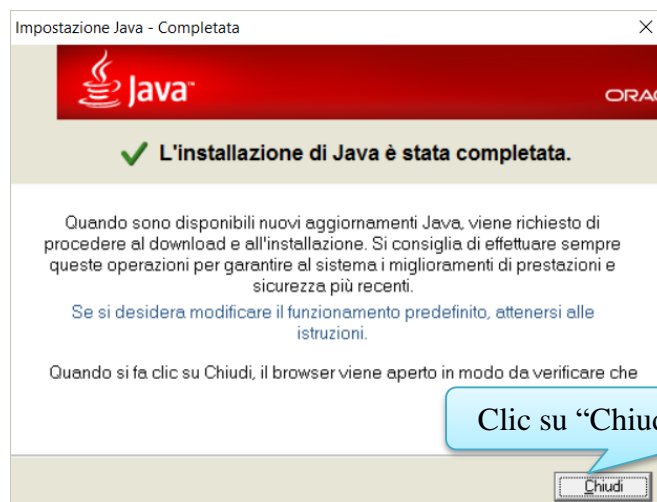 Impostazione Java - Completata
Java™
L'installazione di Java è stata completata.
Quando sono disponibili nuovi aggiornamenti Java, viene richiesto di
procedere al download e all'installazione. Si consiglia di effettuare sempre
queste operazioni per garantire al sistema i miglioramenti di prestazioni e
sicurezza più recenti.
Se si desidera modificare il funzionamento predefinito, attenersi alle
istruzioni.
Quando si fa clic su Chiudi, il browser viene aperto in modo da verificare che
Clic su “
Chiudi